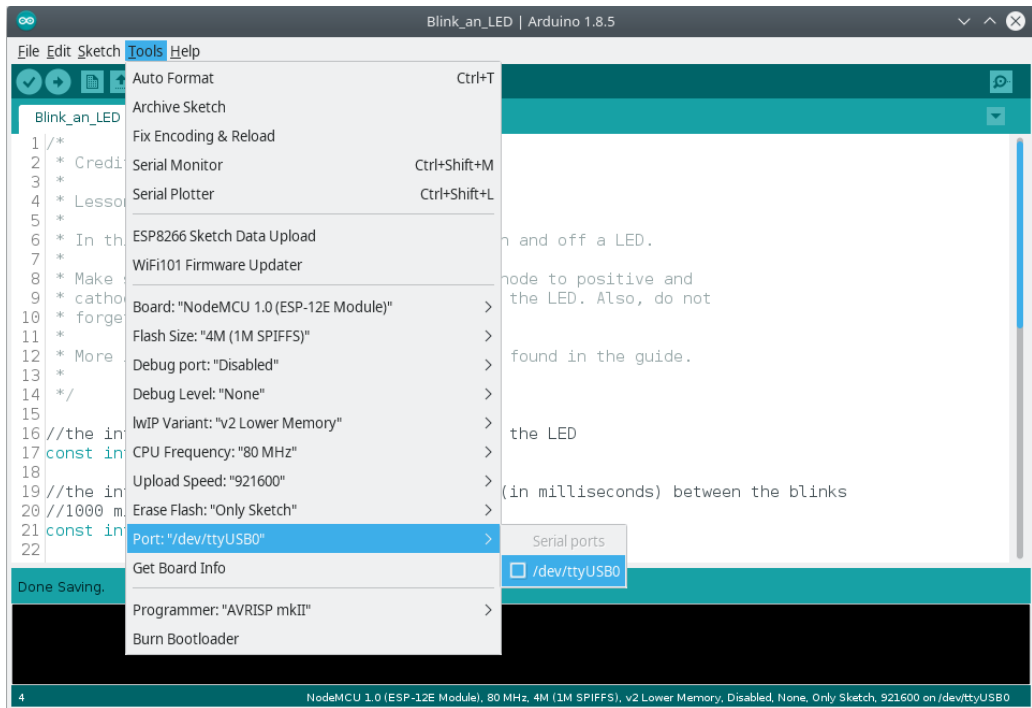 Blink_an_LED | Arduino 1.8.5
File Edit Sketch Tools Help
Blink_an_LED
Auto Format Ctrl+T
Archive Sketch
Fix Encoding & Reload
Serial Monitor Ctrl+Shift+M
Serial Plotter Ctrl+Shift+L
ESP8266 Sketch Data Upload
WiFi101 Firmware Updater
Board: "NodeMCU 1.0 (ESP-12E Module)"
Flash Size: "4M (1M SPIFFS)"
Debug port: "Disabled"
Debug Level: "None"
lwIP Variant: "v2 Lower Memory"
CPU Frequency: "80 MHz"
Upload Speed: "921600"
Erase Flash: "Only Sketch"
Port: "/dev/ttyUSB0"
Get Board Info
Programmer: "AVRISP mkII"
Burn Bootloader
Serial ports
/dev/ttyUSB0
1 /*
2 * Credi
3 *
4 * Lesso
5 *
6 * In th and off a LED.
7 *
8 * Make node to positive and
9 * catho the LED. Also, do not
10 * forge
11 *
12 * More found in the guide.
13 *
14 */
15
16 //the in the LED
17 const in
18
19 //the in (in milliseconds) between the blinks
20 //1000 m
21 const in
22
Done Saving.
4 NodeMCU 1.0 (ESP-12E Module), 80 MHz, 4M (1M SPIFFS), v2 Lower Memory, Disabled, None, Only Sketch, 921600 on /dev/ttyUSB0